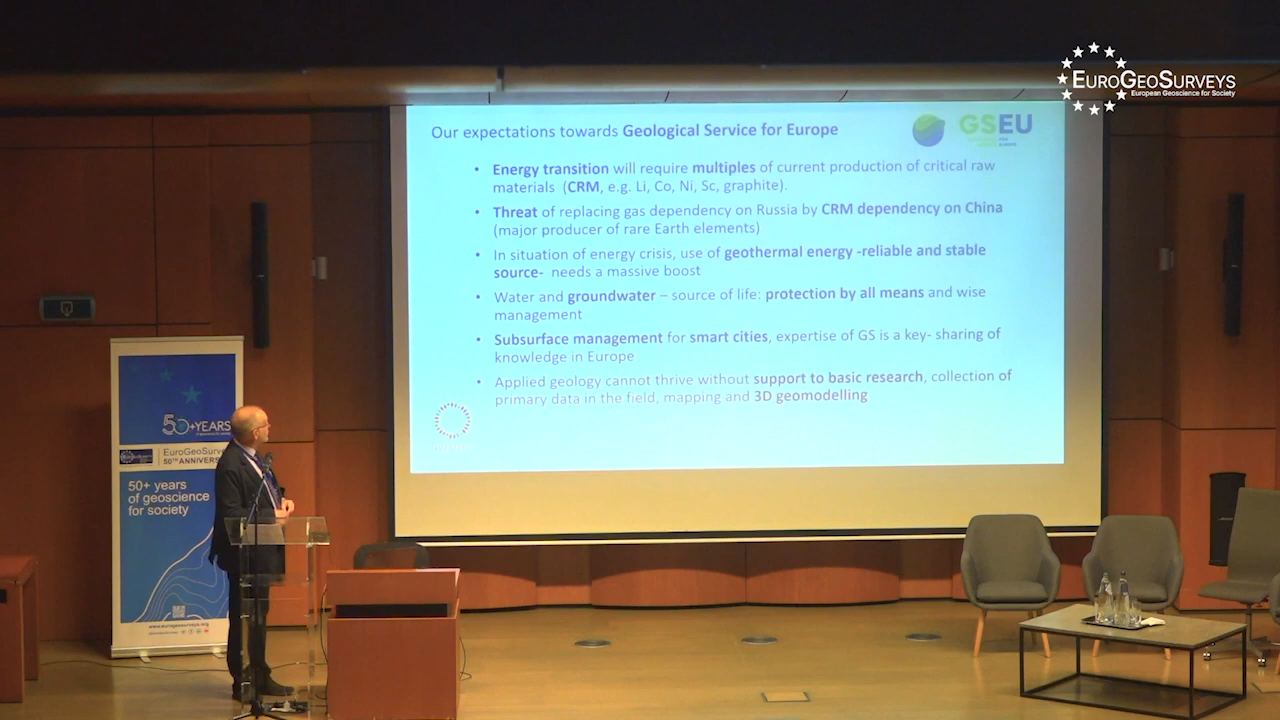 EUROGEOSURVEYS
European Geoscience for Society
Our expectations towards Geological Service for Europe
GSEU
• Energy transition will require multiples of current production of critical raw
materials (CRM, e.g. Li, Co, Ni, Sc, graphite).
• Threat of replacing gas dependency on Russia by CRM dependency on China
(major producer of rare Earth elements)
• In situation of energy crisis, use of geothermal energy -reliable and stable
source- needs a massive boost
• Water and groundwater – source of life: protection by all means and wise
management
• Subsurface management for smart cities, expertise of GS is a key- sharing of
knowledge in Europe
• Applied geology cannot thrive without support to basic research, collection of
primary data in the field, mapping and 3D geomodelling
50+YEARS
EuroGeoSurve
50TH ANNIVERS
50+ years
of geoscience
for society
www.eurogeosurveys.org